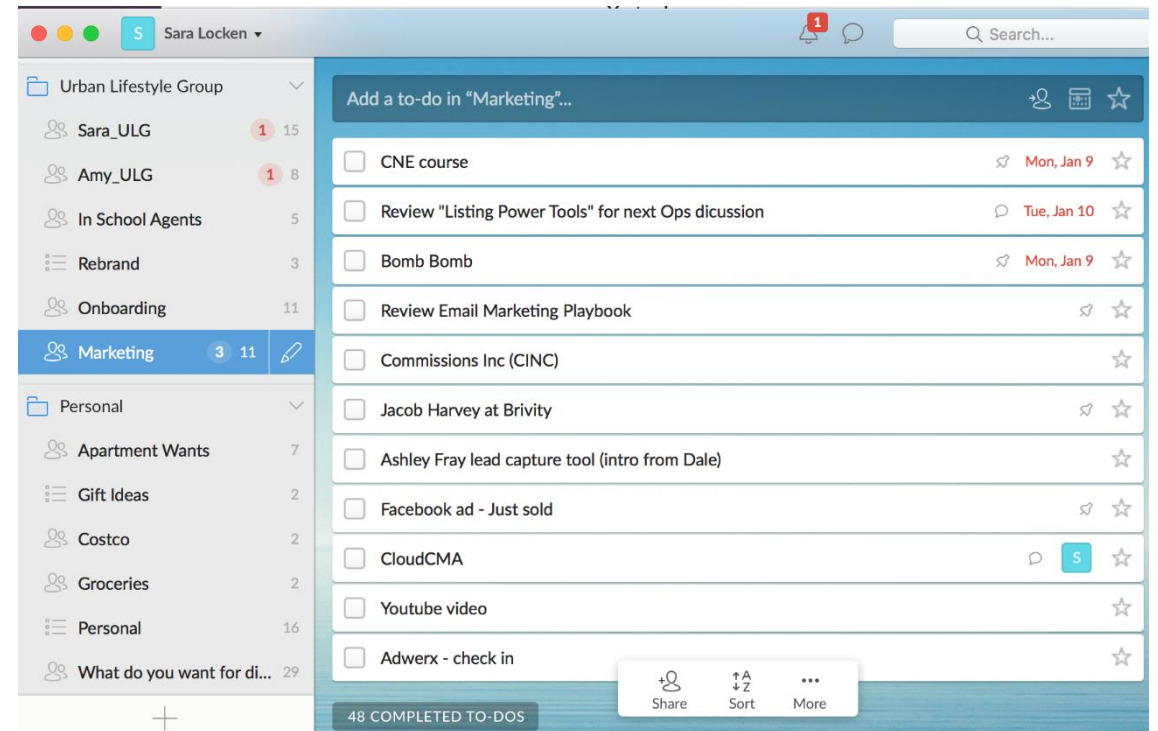 1
S Sara Locken
Search...
Urban Lifestyle Group
Sara_ULG 1 15
Amy_ULG 1 8
In School Agents 5
Rebrand 3
Onboarding 11
Marketing 3 11
Personal
Apartment Wants 7
Gift Ideas 2
Costco 2
Groceries 2
Personal 16
What do you want for di... 29
Add a to-do in “Marketing”...
CNE course Mon, Jan 9
Review "Listing Power Tools" for next Ops dicussion Tue, Jan 10
Bomb Bomb Mon, Jan 9
Review Email Marketing Playbook
Commissions Inc (CINC)
Jacob Harvey at Brivity
Ashley Fray lead capture tool (intro from Dale)
Facebook ad - Just sold
CloudCMA S
Youtube video
Adwerx - check in
Share Sort More
48 COMPLETED TO-DOS